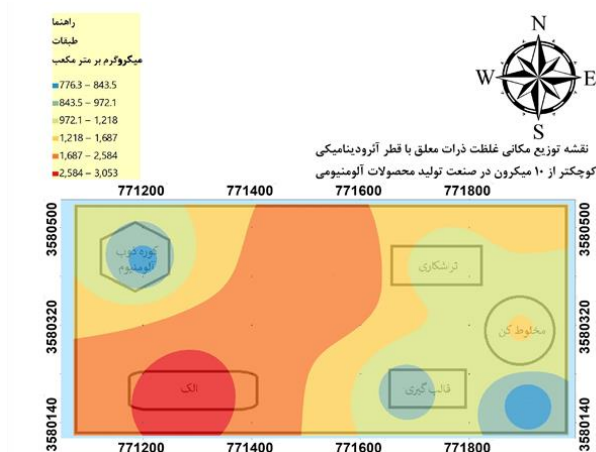 راهنما
طبقات
میکروگرم بر متر مکعب
776.3 – 843.5
843.5 – 972.1
972.1 – 1,218
1,218 – 1,687
1,687 – 2,584
2,584 – 3,053
N
W E
S
نقشه توزیع مکانی غلظت ذرات معلق با قطر آئرودینامیکی
کوچکتر از ۱۰ میکرون در صنعت تولید محصولات آلومنیومی
771200 771400 771600 771800
3580500 3580500
کوره ذوب
آلومنیوم
تراشکاری
3580320 3580320
مخلوط کن
الک
قالب گیری
3580140 3580140
771200 771400 771600 771800